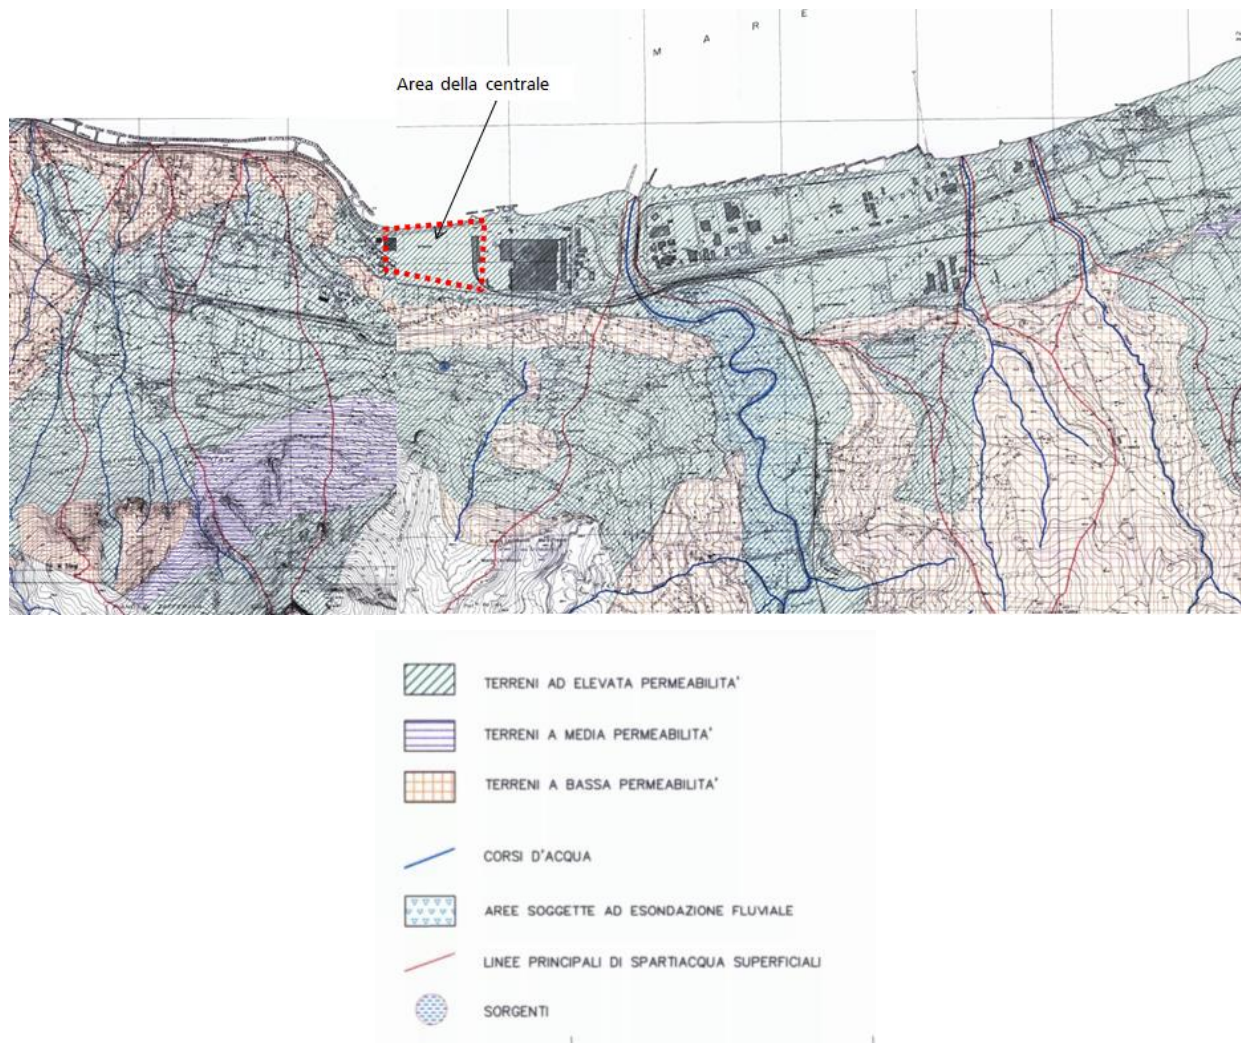 M A R E
Area della centrale
TERRENI AD ELEVATA PERMEABILITA'
TERRENI A MEDIA PERMEABILITA'
TERRENI A BASSA PERMEABILITA'
CORSI D'ACQUA
AREE SOGGETTE AD ESONDAZIONE FLUVIALE
LINEE PRINCIPALI DI SPARTIACQUA SUPERFICIALI
SORGENTI